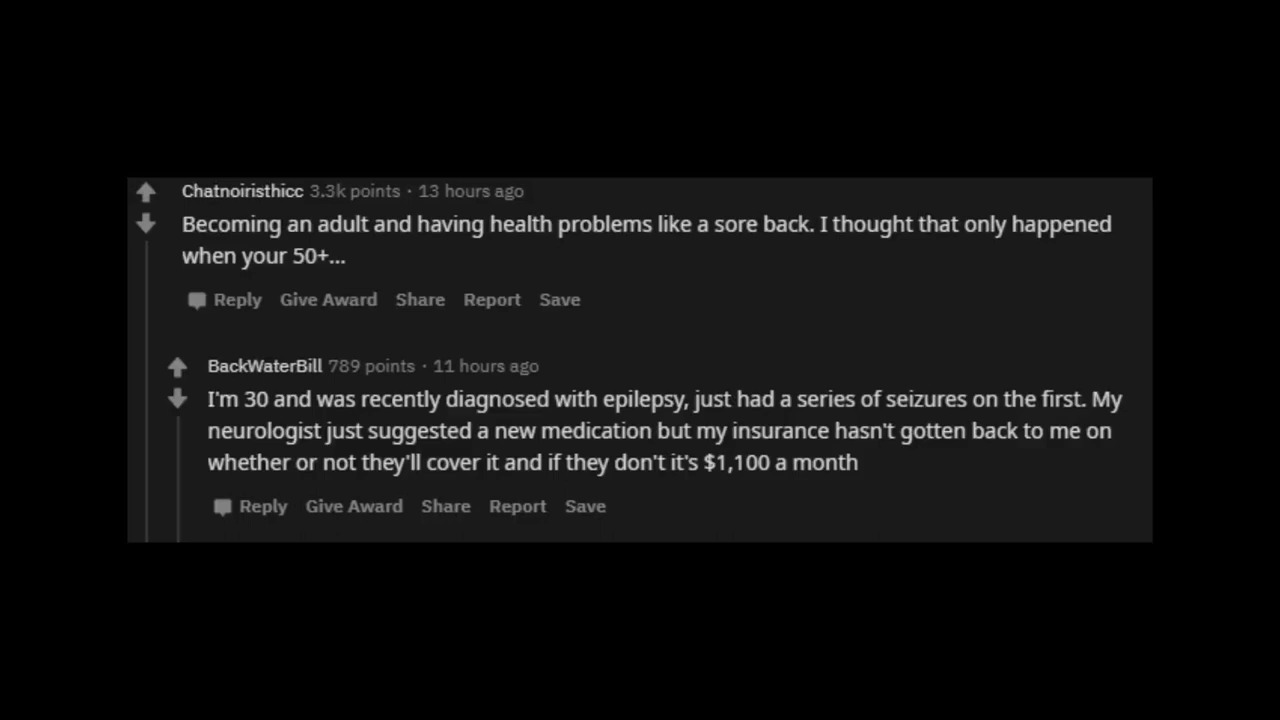 Chatnoiristhicc 3.3k points · 13 hours ago
Becoming an adult and having health problems like a sore back. I thought that only happened
when your 50+...
Reply Give Award Share Report Save
BackWaterBill 789 points · 11 hours ago
I'm 30 and was recently diagnosed with epilepsy, just had a series of seizures on the first. My
neurologist just suggested a new medication but my insurance hasn't gotten back to me on
whether or not they'll cover it and if they don't it's $1,100 a month
Reply Give Award Share Report Save